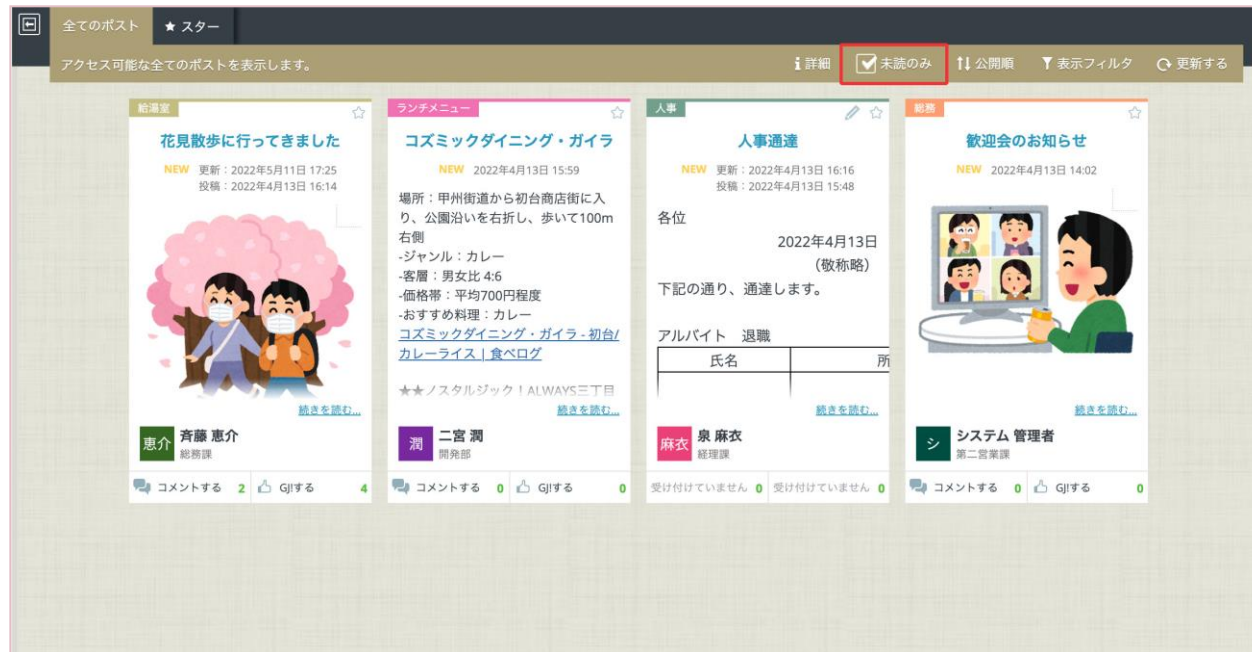 全てのポスト ★ スター
アクセス可能な全てのポストを表示します。 詳細 未読のみ 公開順 表示フィルタ 更新する
給湯室
花見散歩に行ってきました
NEW 更新：2022年5月11日 17:25
投稿：2022年4月13日 16:14
続きを読む...
恵介 斉藤 恵介
総務課
コメントする 2 GJ!する 4
ランチメニュー
コズミックダイニング・ガイラ
NEW 2022年4月13日 15:59
場所：甲州街道から初台商店街に入
り、公園沿いを右折し、歩いて100m
右側
-ジャンル：カレー
-客層：男女比 4:6
-価格帯：平均700円程度
-おすすめ料理：カレー
コズミックダイニング・ガイラ - 初台/
カレーライス | 食べログ
★★ノスタルジック！ALWAYS三丁目
続きを読む...
潤 二宮 潤
開発部
コメントする 0 GJ!する 0
人事
人事通達
NEW 更新：2022年4月13日 16:16
投稿：2022年4月13日 15:48
各位
2022年4月13日
（敬称略）
下記の通り、通達します。
アルバイト 退職
氏名 所
続きを読む...
麻衣 泉 麻衣
経理課
受け付けていません 0 受け付けていません 0
総務
歓迎会のお知らせ
NEW 2022年4月13日 14:02
続きを読む...
シ システム 管理者
第二営業課
コメントする 0 GJ!する 0